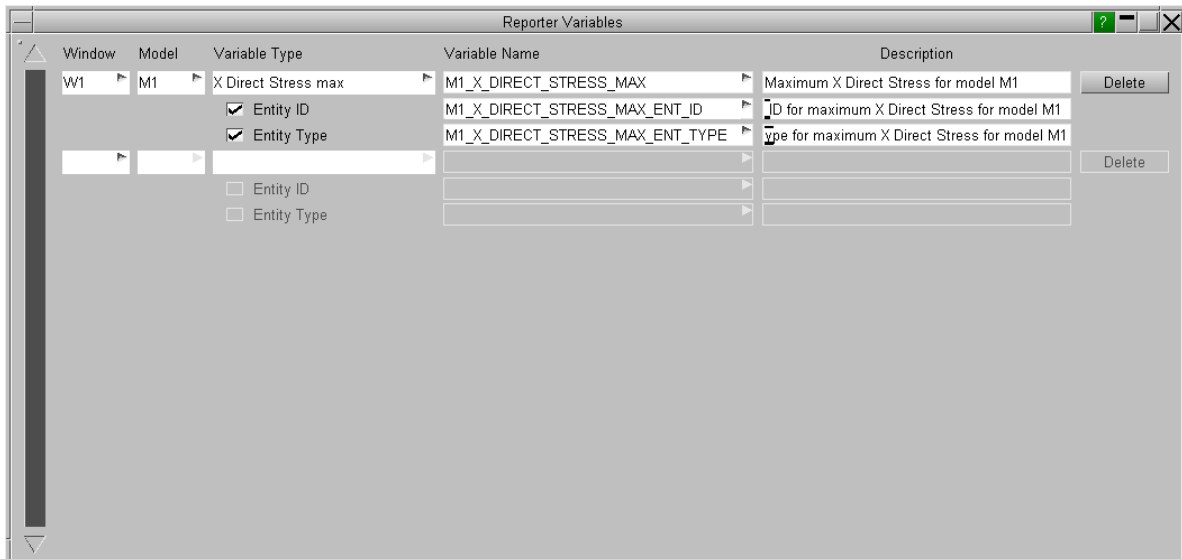 Reporter Variables ?
Window Model Variable Type Variable Name Description
W1 M1 X Direct Stress max M1_X_DIRECT_STRESS_MAX Maximum X Direct Stress for model M1 Delete
Entity ID M1_X_DIRECT_STRESS_MAX_ENT_ID ID for maximum X Direct Stress for model M1
Entity Type M1_X_DIRECT_STRESS_MAX_ENT_TYPE ype for maximum X Direct Stress for model M1
Delete
Entity ID
Entity Type